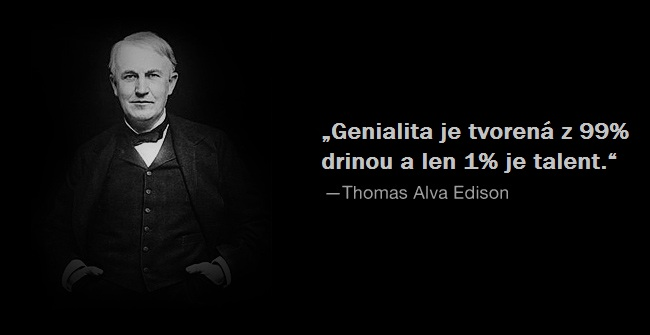 „Genialita je tvorená z 99%
drinou a len 1% je talent.“
—Thomas Alva Edison